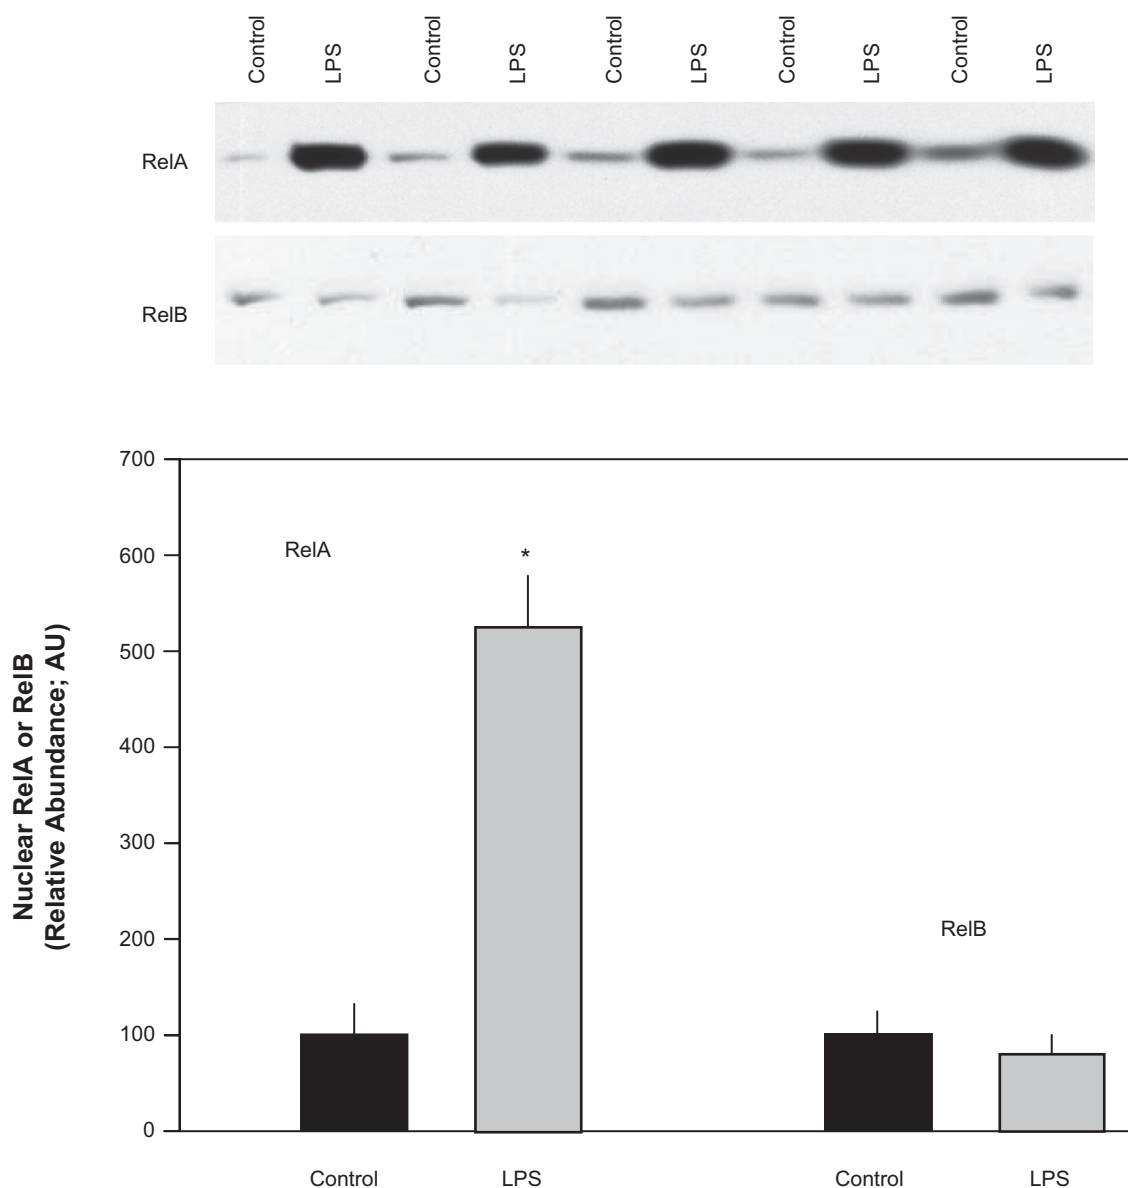 Control LPS Control LPS Control LPS Control LPS Control LPS
RelA
RelB
700
600
500
400
300
200
100
0
Nuclear RelA or RelB
(Relative Abundance; AU)
RelA
*
RelB
Control LPS Control LPS